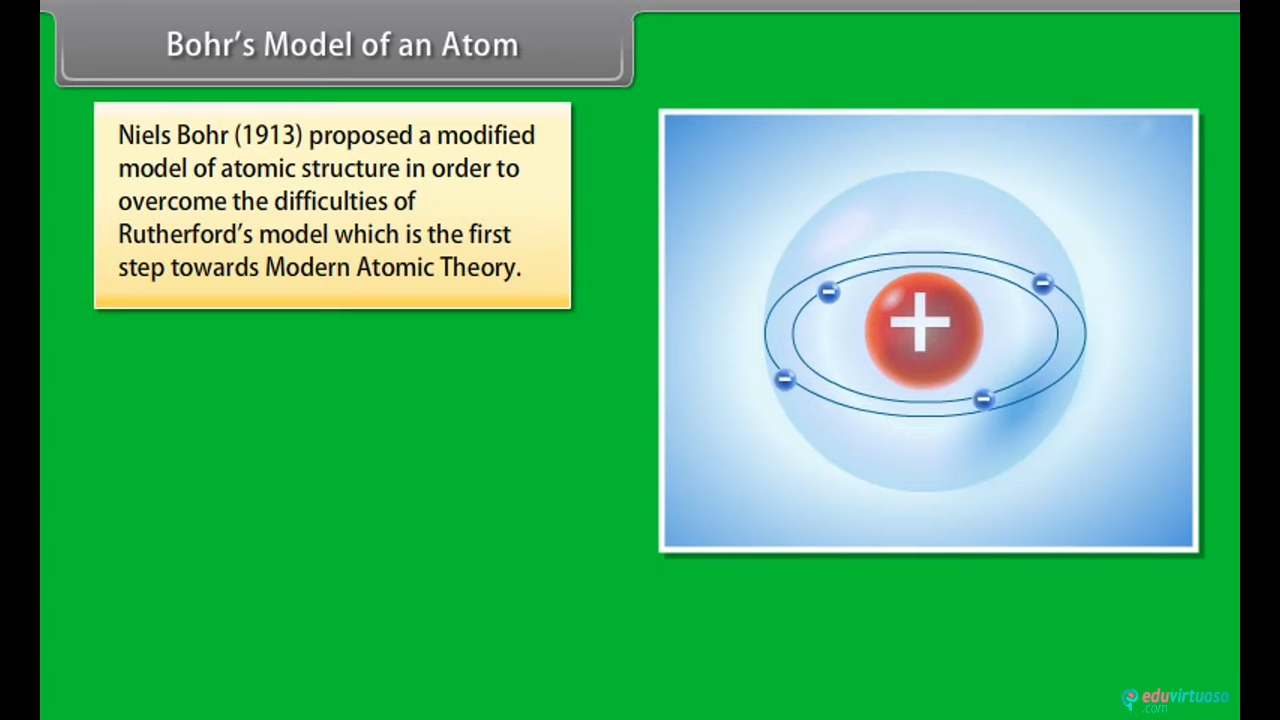 Bohr’s Model of an Atom
Niels Bohr (1913) proposed a modified
model of atomic structure in order to
overcome the difficulties of
Rutherford’s model which is the first
step towards Modern Atomic Theory.
+
-
-
-
-
eduvirtuoso
.com